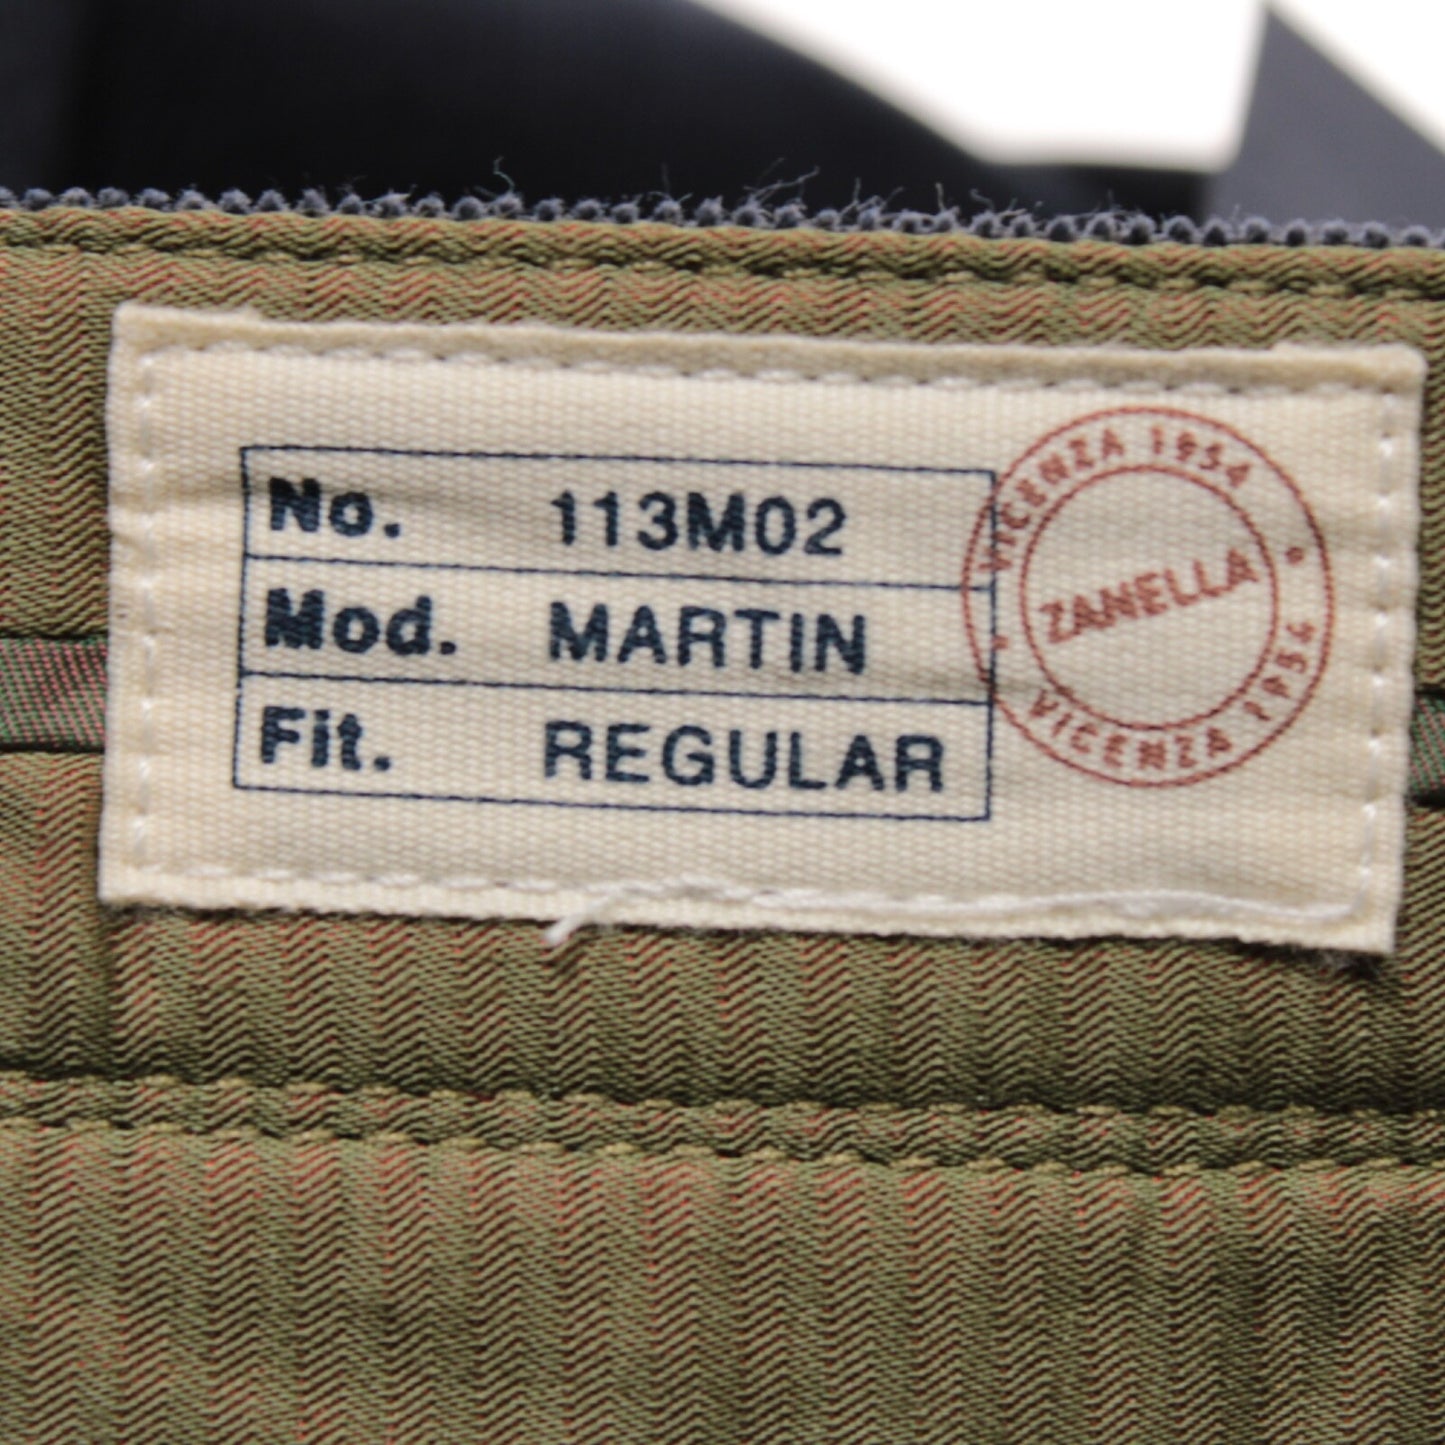 No. 113M02
Mod. MARTIN
Fit. REGULAR
VICENZA 1954
ZANELLA
VICENZA 1954